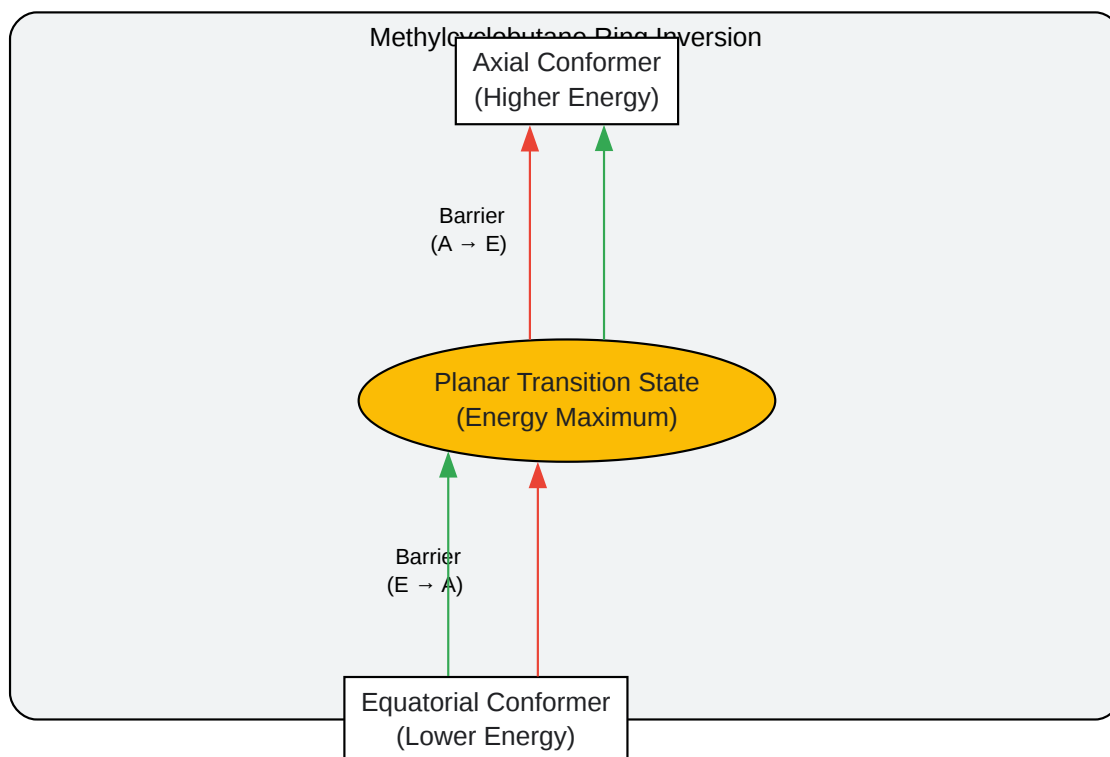 Methylcyclobutane Ring Inversion
Axial Conformer
(Higher Energy)
Barrier
(A → E)
Planar Transition State
(Energy Maximum)
Barrier
(E → A)
Equatorial Conformer
(Lower Energy)